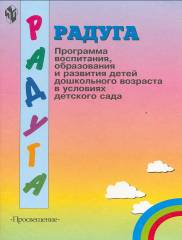 РАДУГА
РАДУГА
Программа
воспитания,
образования
и развития детей
дошкольного возраста
в условиях
детского сада
«Просвещение»